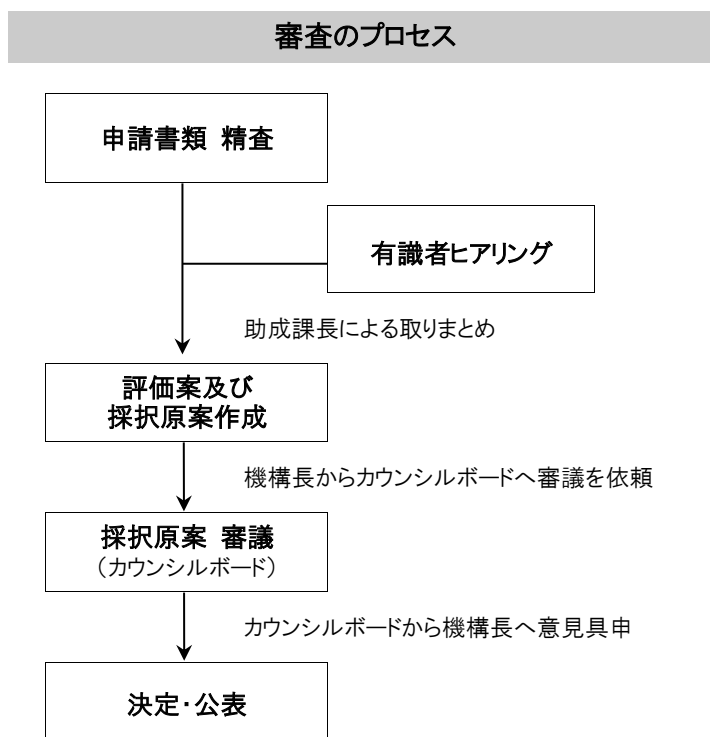 審査のプロセス
申請書類 精査
有識者ヒアリング
助成課長による取りまとめ
評価案及び
採択原案作成
機構長からカウンシルボードへ審議を依頼
採択原案 審議
（カウンシルボード）
カウンシルボードから機構長へ意見具申
決定・公表